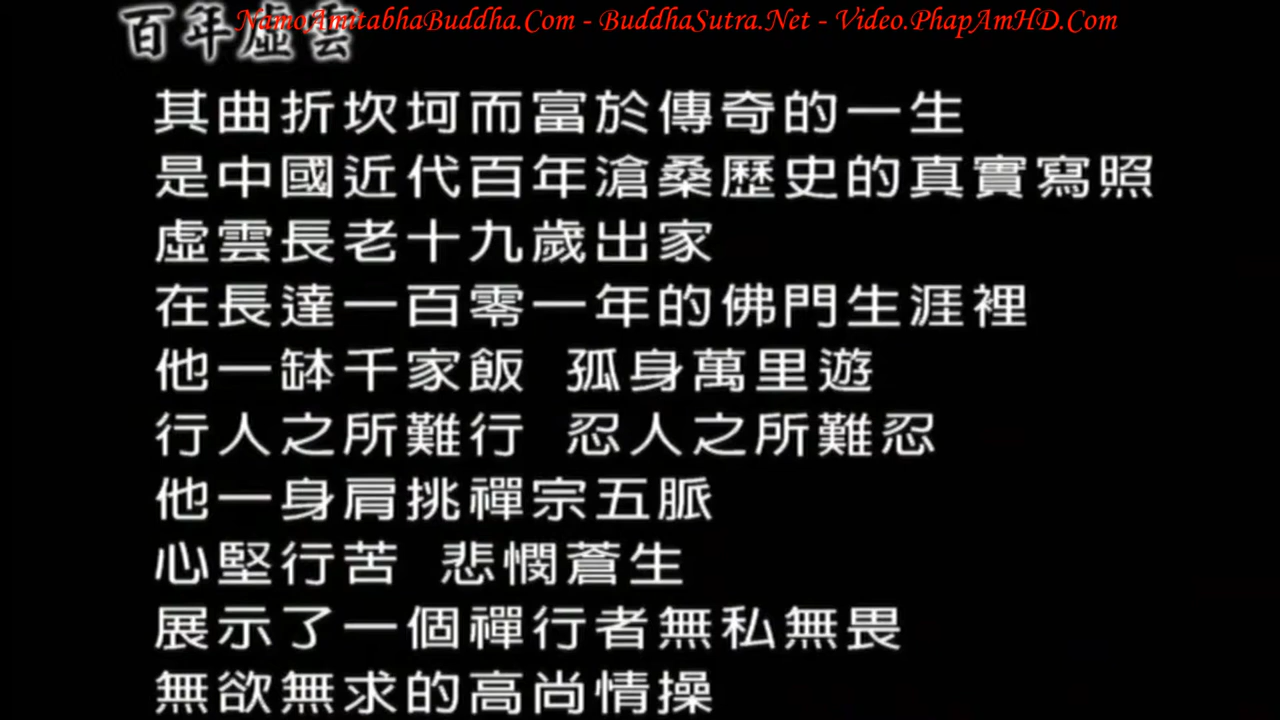 NamoAmitabhaBuddha.Com - BuddhaSutra.Net - Video.PhapAmHD.Com
百年虛雲
其曲折坎坷而富於傳奇的一生
是中國近代百年滄桑歷史的真實寫照
虛雲長老十九歲出家
在長達一百零一年的佛門生涯裡
他一缽千家飯 孤身萬里遊
行人之所難行 忍人之所難忍
他一身肩挑禪宗五脈
心堅行苦 悲憫蒼生
展示了一個禪行者無私無畏
無欲無求的高尚情操